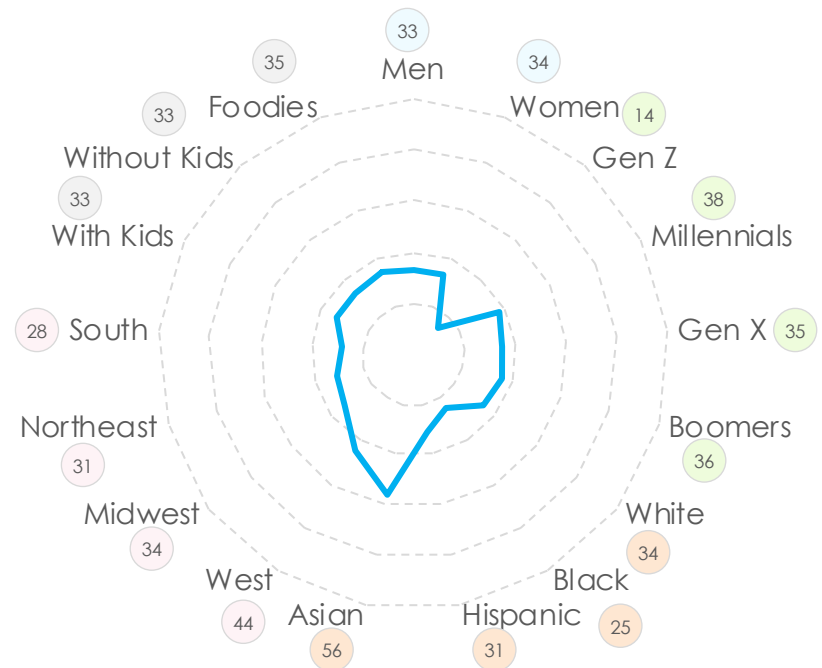 33
Men
34
Women
14
Gen Z
38
Millennials
Gen X
35
Boomers
36
White
34
Black
25
Hispanic
31
Asian
56
West
44
Midwest
34
Northeast
31
South
28
With Kids
33
Without Kids
33
Foodies
35